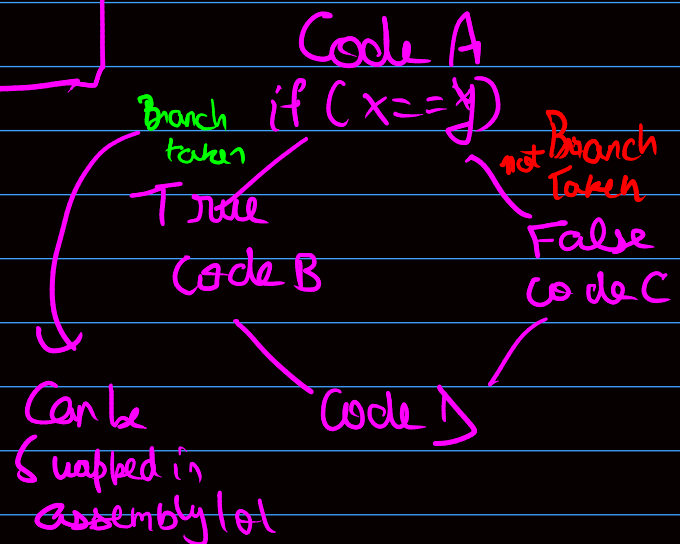 Code A
if (x==y)
Branch
taken
not Branch
Taken
True
Code B
False
code C
Code D
Can be
Swapped in
assembly lol